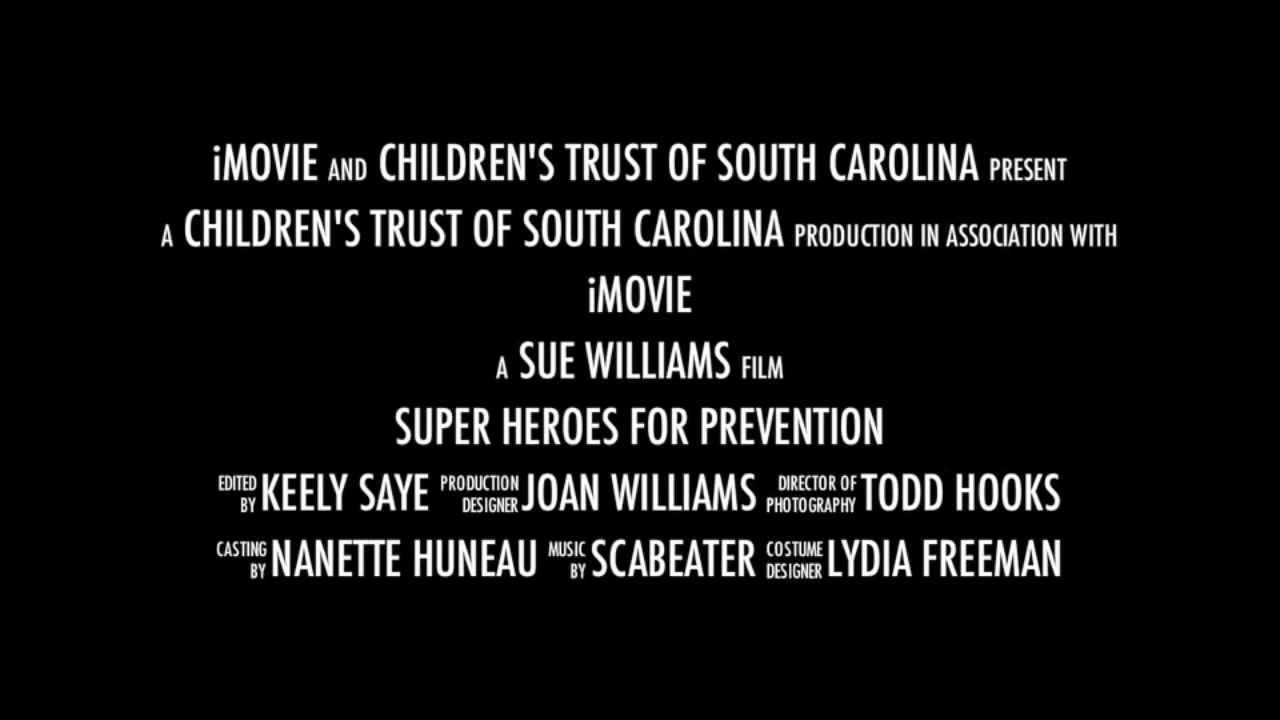 iMOVIE AND CHILDREN'S TRUST OF SOUTH CAROLINA PRESENT
A CHILDREN'S TRUST OF SOUTH CAROLINA PRODUCTION IN ASSOCIATION WITH
iMOVIE
A SUE WILLIAMS FILM
SUPER HEROES FOR PREVENTION
EDITED BY KEELY SAYE PRODUCTION DESIGNER JOAN WILLIAMS DIRECTOR OF PHOTOGRAPHY TODD HOOKS
CASTING BY NANETTE HUNEAU MUSIC BY SCABEATER COSTUME DESIGNER LYDIA FREEMAN